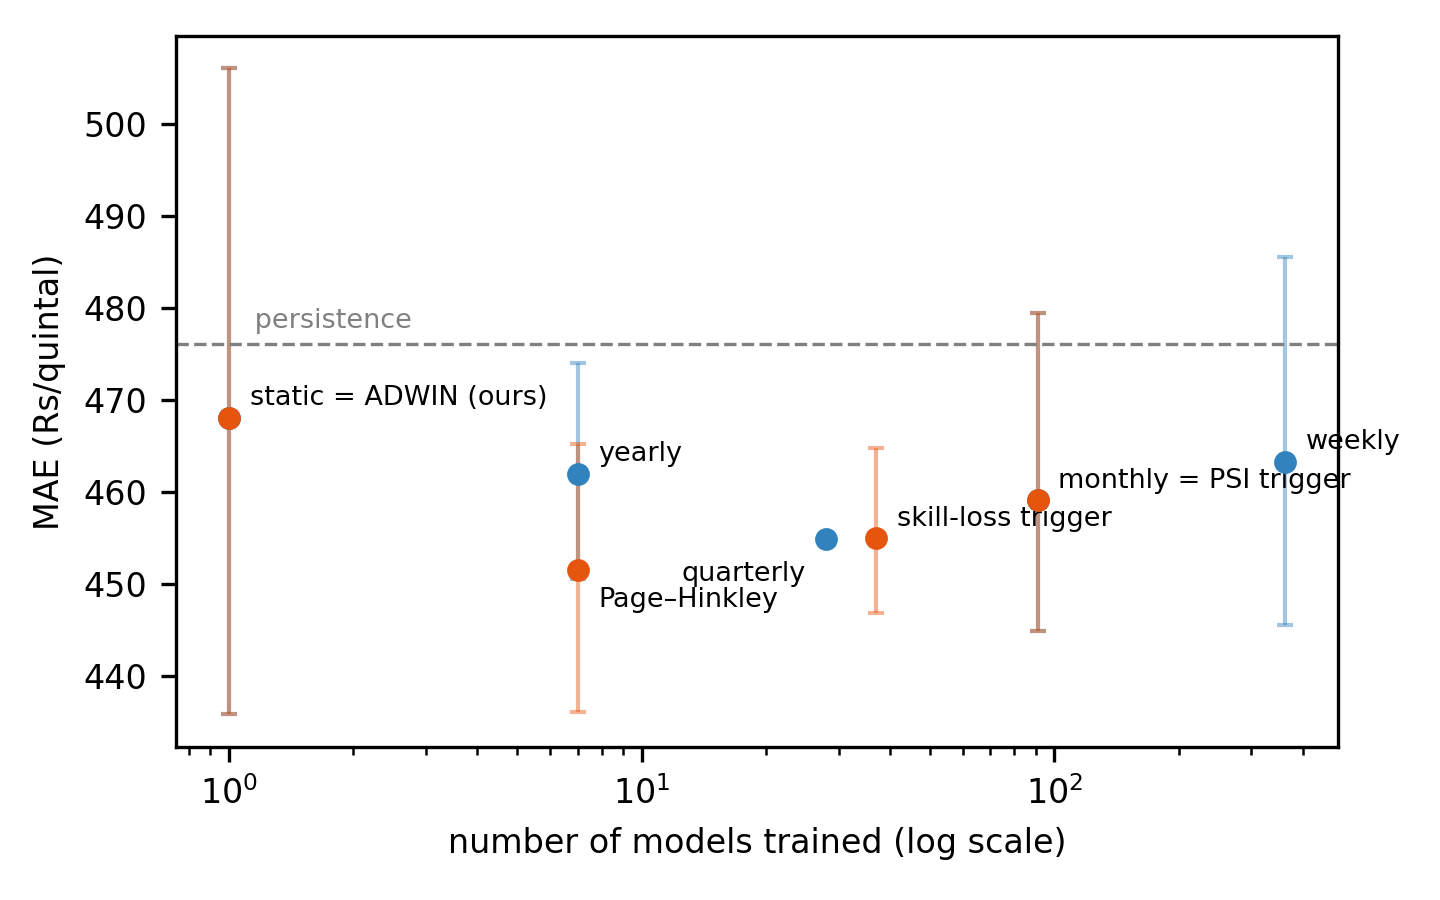 500
490
480
470
460
450
440
MAE (Rs/quintal)
persistence
static = ADWIN (ours)
yearly
weekly
monthly = PSI trigger
skill-loss trigger
quarterly
Page–Hinkley
10⁰
10¹
10²
number of models trained (log scale)